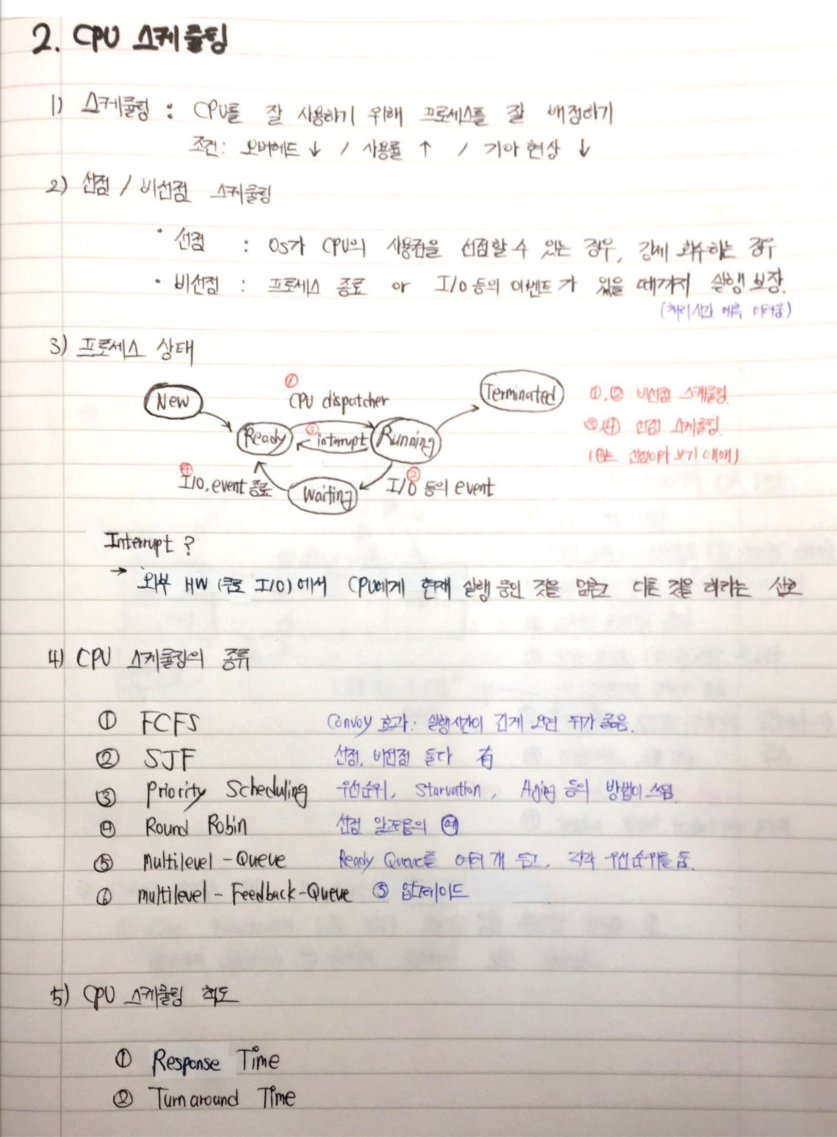 2. CPU 스케줄링
1) 스케줄링 : CPU를 잘 사용하기 위해 프로세스를 잘 배정하기
조건 : 오버헤드 ↓ / 사용률 ↑ / 기아 현상 ↓
2) 선점 / 비선점 스케줄링
· 선점 : OS가 CPU의 사용권을 선점할 수 있는 경우, 강제 회수하는 경우
· 비선점 : 프로세스 종료 or I/O 등의 이벤트가 있을 때까지 실행 보장.
(처리시간 예측 어려움)
3) 프로세스 상태
①
New
CPU dispatcher
Terminated
①,② 비선점 스케줄링
Ready
③ interrupt
Running
③,④ 선점 스케줄링
④
I/O, event 종료
Waiting
②
I/O 등의 event
선점이라 보기 애매)
Interrupt ?
→ 외부 HW (주로 I/O)에서 CPU에게 현재 실행 중인 것을 멈추고 다른 것을 하라는 신호
4) CPU 스케줄링의 종류
① FCFS Convoy 효과 : 실행시간이 긴게 오면 뒤가 굶음.
② SJF 선점, 비선점 둘다 有
③ Priority Scheduling 우선순위, Starvation, Aging 등의 방법이 쓰임
④ Round Robin 선점 알고리즘의
⑤ Multilevel-Queue Ready Queue를 여러 개 두고, 각각 우선순위를 둠.
⑥ multilevel-Feedback-Queue ⑤ 업그레이드
5) CPU 스케줄링 척도
① Response Time
② Turnaround Time